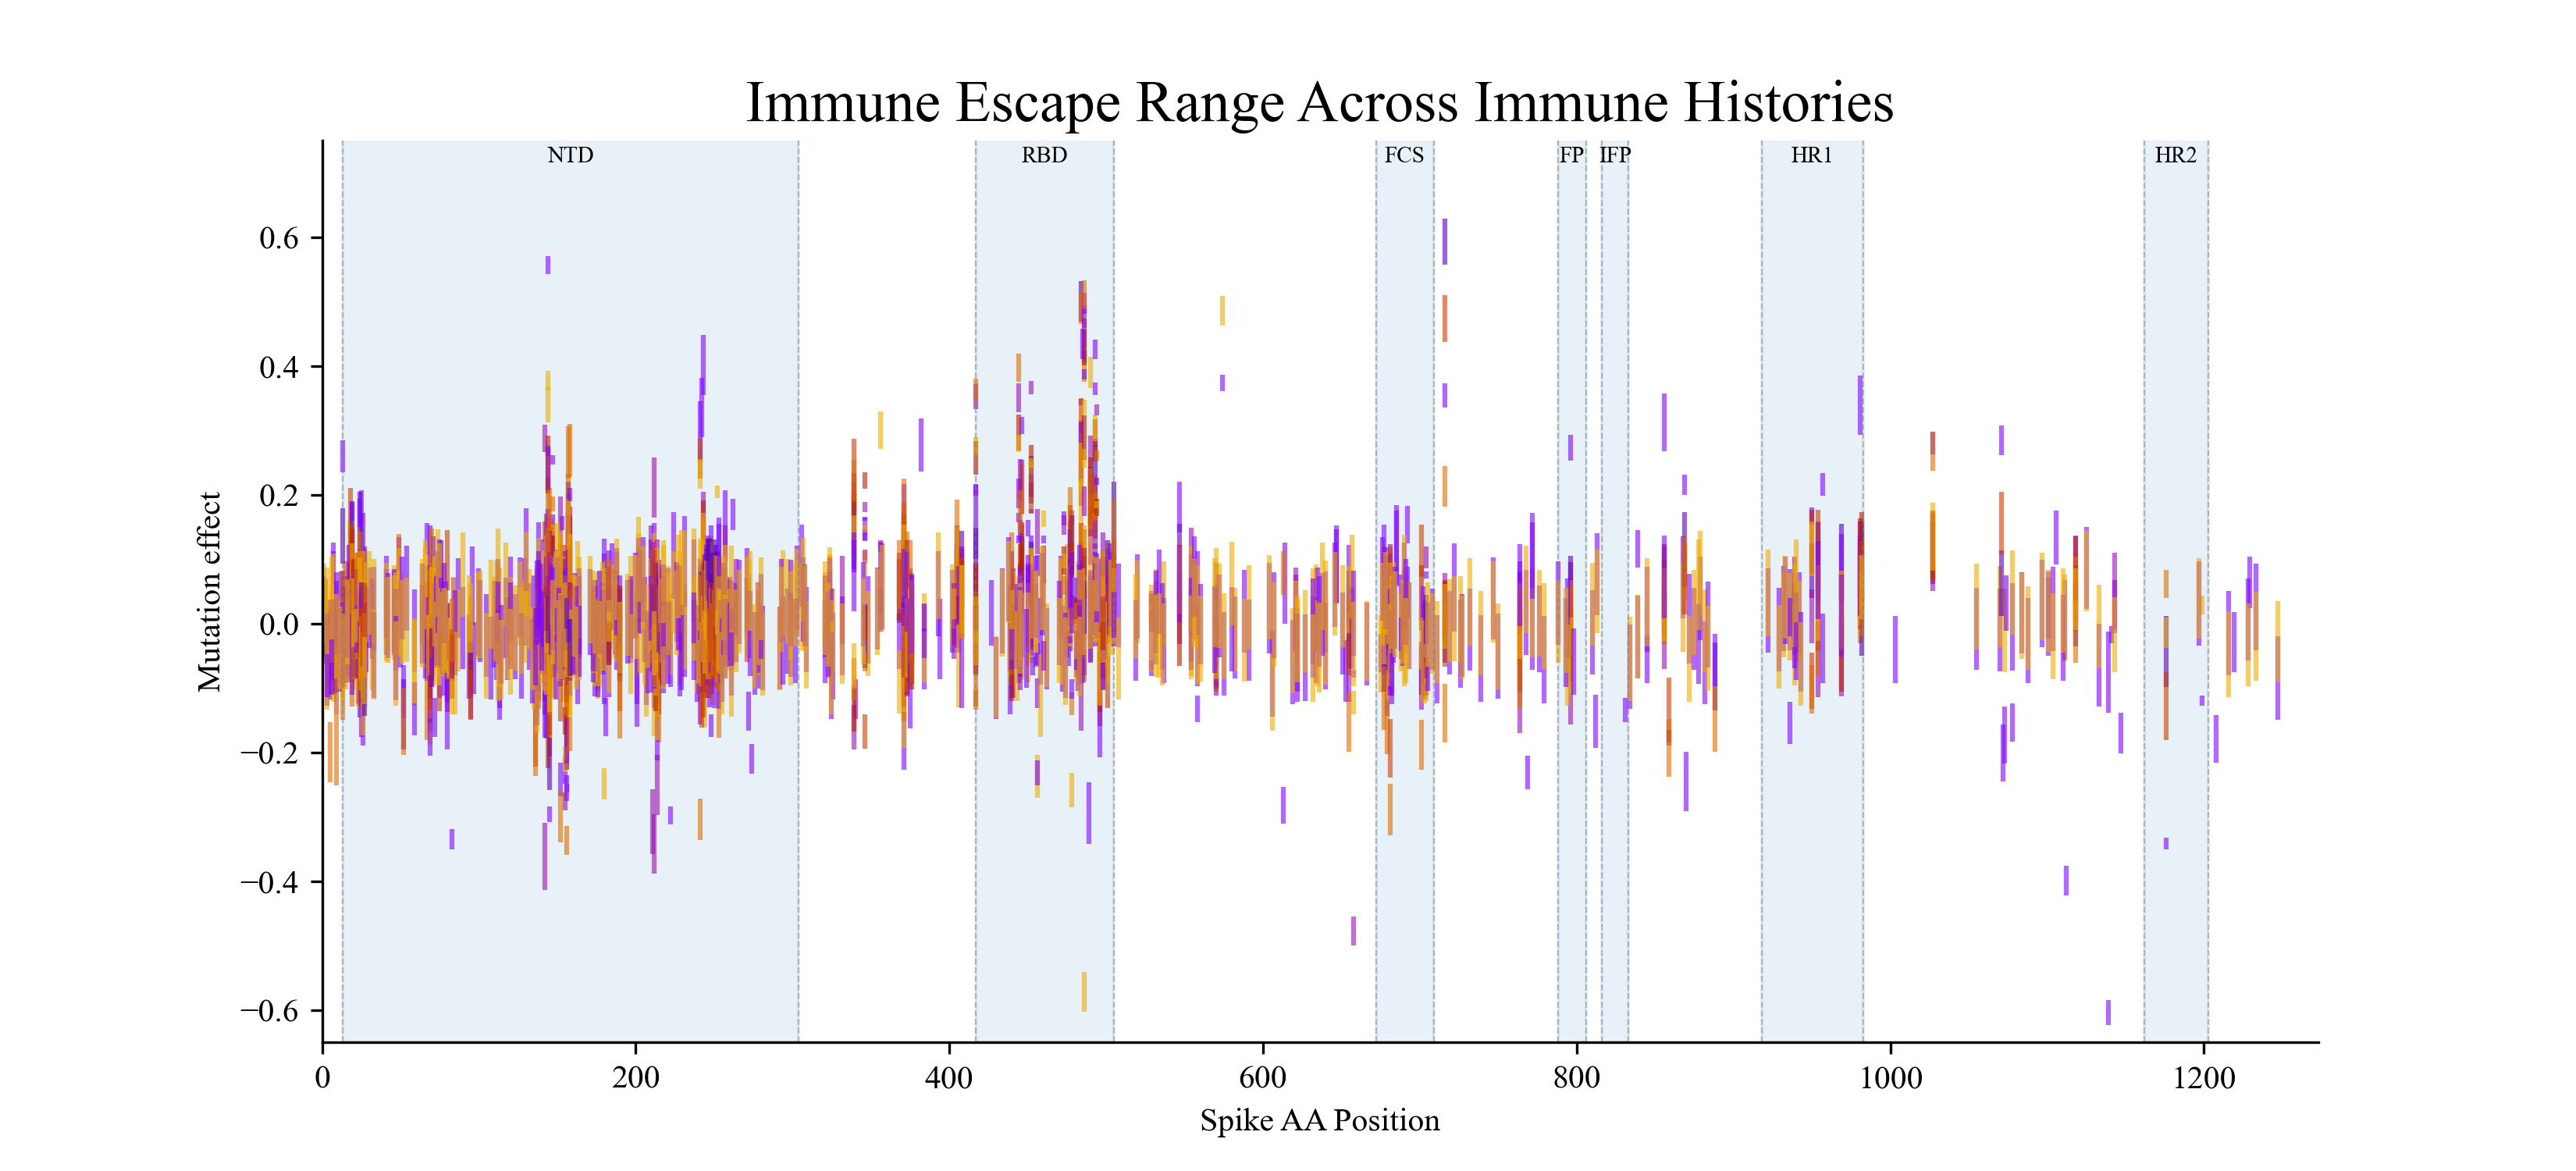 Immune Escape Range Across Immune Histories
NTD RBD FCS FP IFP HR1 HR2
0.6
0.4
0.2
0.0
−0.2
−0.4
−0.6
Mutation effect
0 200 400 600 800 1000 1200
Spike AA Position